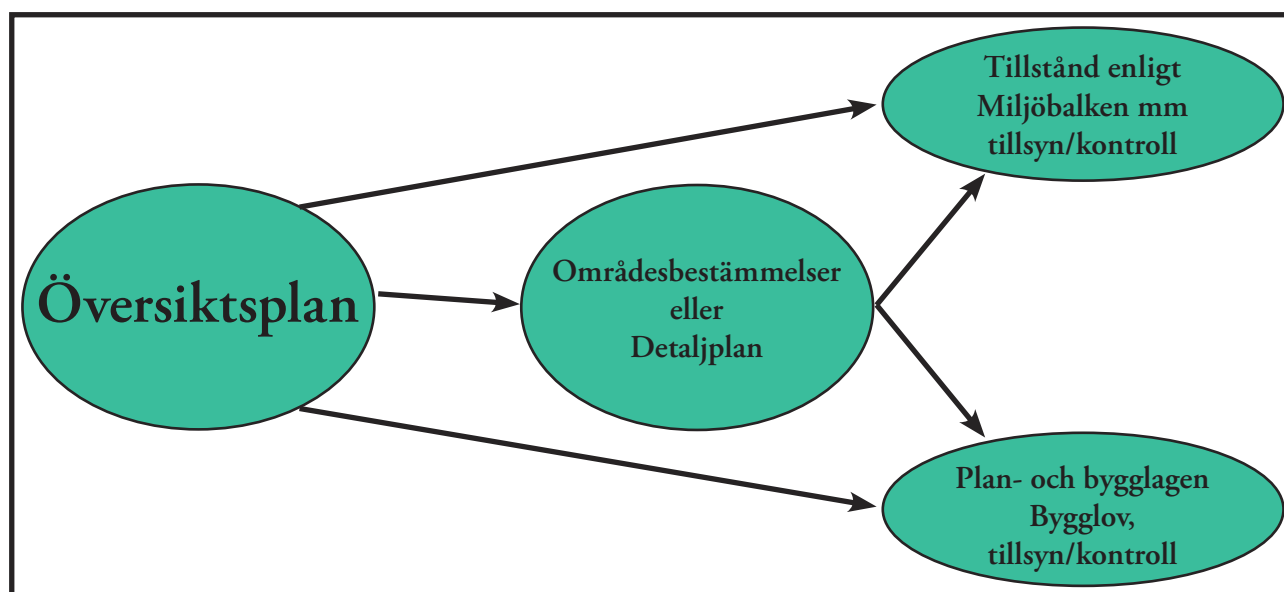 Översiktsplan
Områdesbestämmelser
eller
Detaljplan
Tillstånd enligt
Miljöbalken mm
tillsyn/kontroll
Plan- och bygglagen
Bygglov,
tillsyn/kontroll